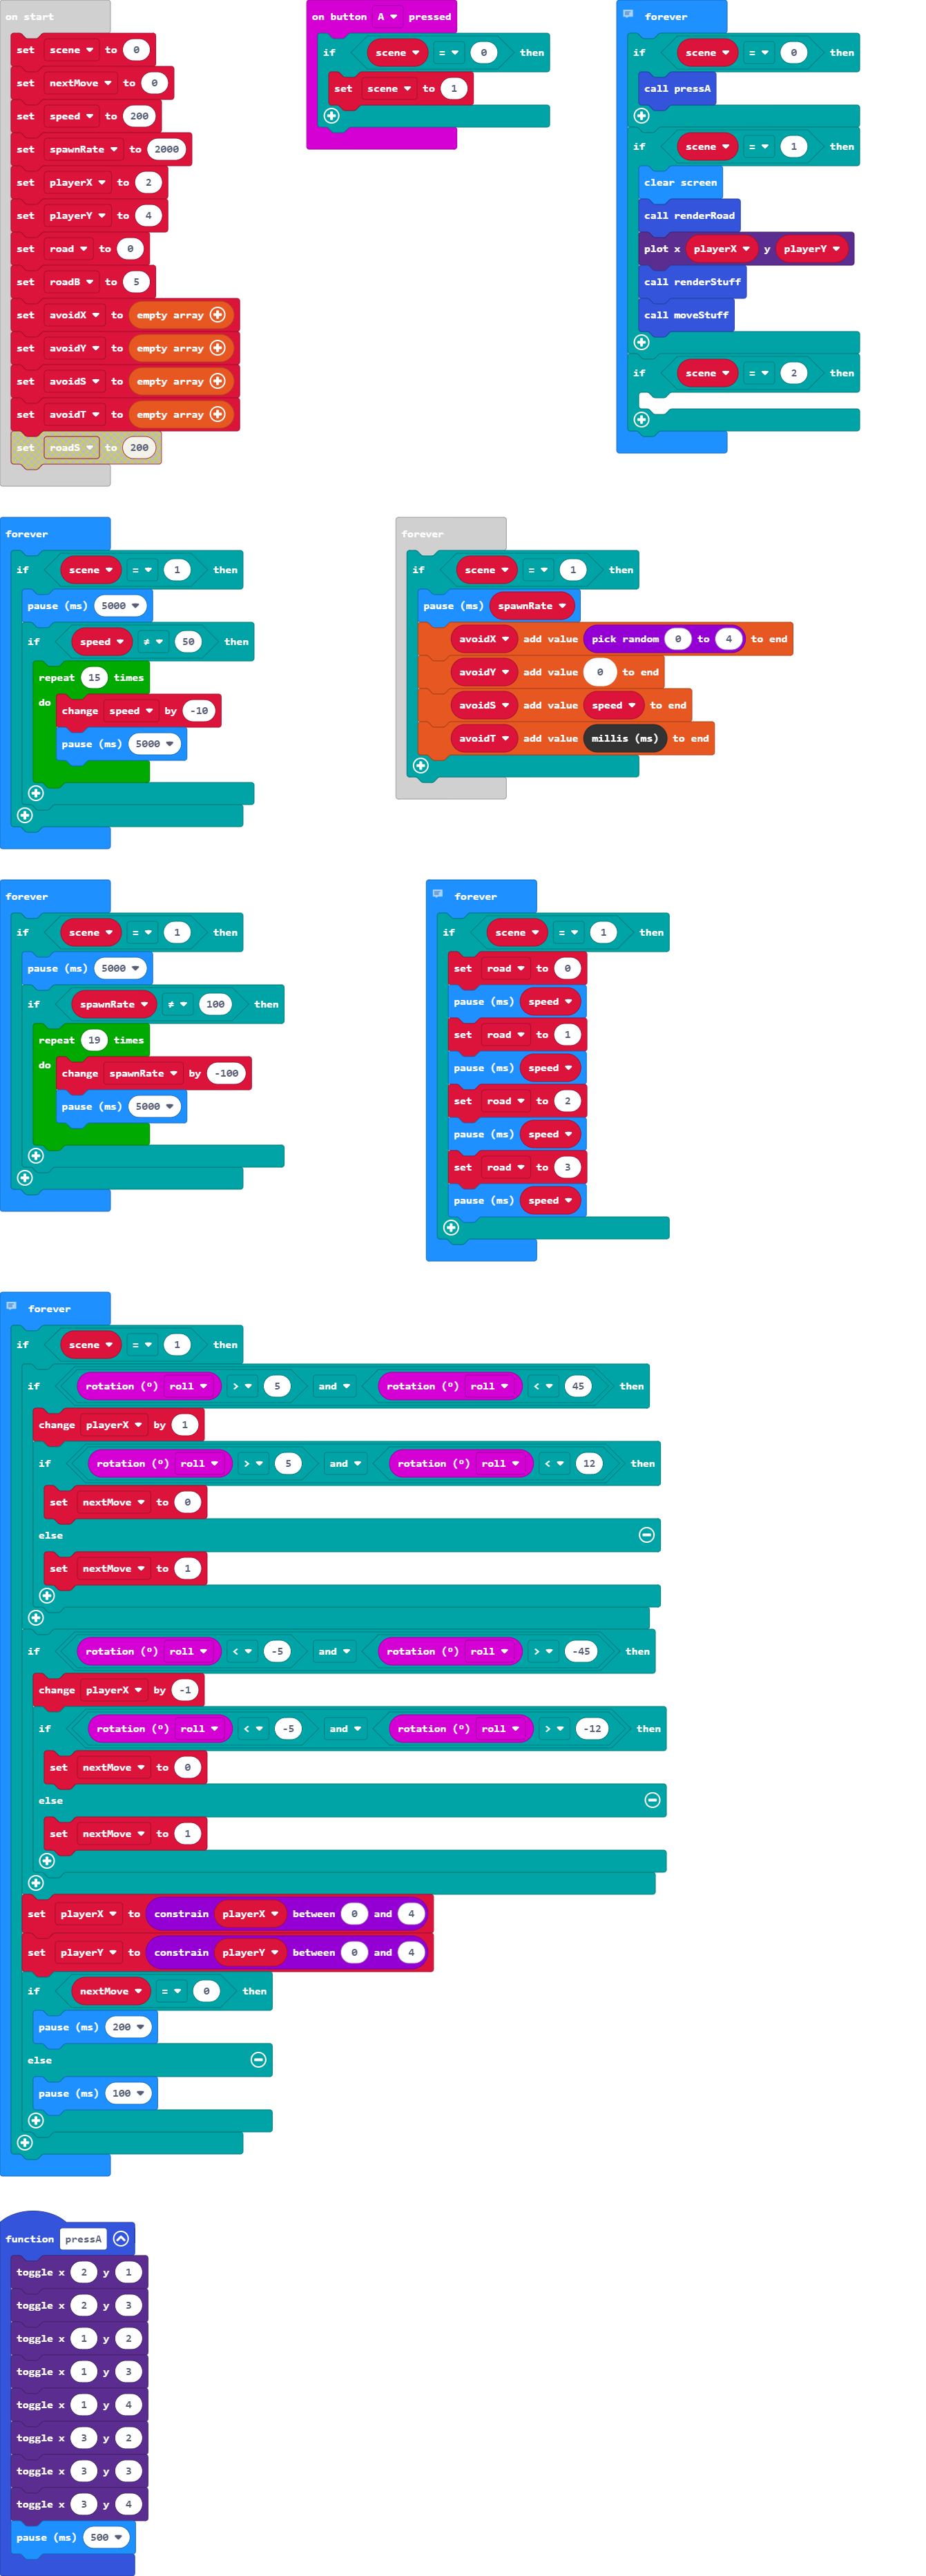 on start
set scene to 0
set nextMove to 0
set speed to 200
set spawnRate to 2000
set playerX to 2
set playerY to 4
set road to 0
set roadB to 5
set avoidX to empty array
set avoidY to empty array
set avoidS to empty array
set avoidT to empty array
set roadS to 200
on button A pressed
if scene = 0 then
set scene to 1
forever
if scene = 0 then
call pressA
if scene = 1 then
clear screen
call renderRoad
plot x playerX y playerY
call renderStuff
call moveStuff
if scene = 2 then
forever
if scene = 1 then
pause (ms) 5000
if speed ≠ 50 then
repeat 15 times
do
change speed by -10
pause (ms) 5000
forever
if scene = 1 then
pause (ms) spawnRate
avoidX add value pick random 0 to 4 to end
avoidY add value 0 to end
avoidS add value speed to end
avoidT add value millis (ms) to end
forever
if scene = 1 then
pause (ms) 5000
if spawnRate ≠ 100 then
repeat 19 times
do
change spawnRate by -100
pause (ms) 5000
forever
if scene = 1 then
set road to 0
pause (ms) speed
set road to 1
pause (ms) speed
set road to 2
pause (ms) speed
set road to 3
pause (ms) speed
forever
if scene = 1 then
if rotation (º) roll > 5 and rotation (º) roll < 45 then
change playerX by 1
if rotation (º) roll > 5 and rotation (º) roll < 12 then
set nextMove to 0
else
set nextMove to 1
if rotation (º) roll < -5 and rotation (º) roll > -45 then
change playerX by -1
if rotation (º) roll < -5 and rotation (º) roll > -12 then
set nextMove to 0
else
set nextMove to 1
set playerX to constrain playerX between 0 and 4
set playerY to constrain playerY between 0 and 4
if nextMove = 0 then
pause (ms) 200
else
pause (ms) 100
function pressA
toggle x 2 y 1
toggle x 2 y 3
toggle x 1 y 2
toggle x 1 y 3
toggle x 1 y 4
toggle x 3 y 2
toggle x 3 y 3
toggle x 3 y 4
pause (ms) 500